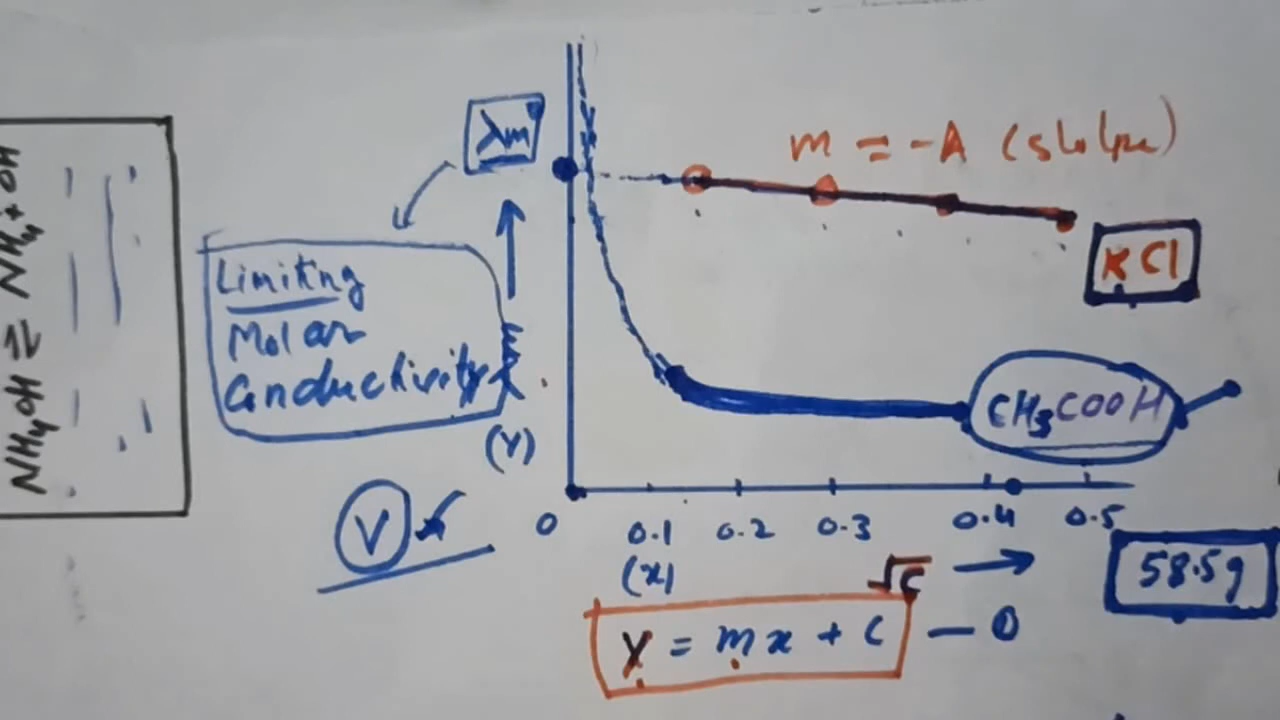 NH₄OH ⇌ NH₄ + OH
λm°
m = -A (slope)
KCl
Limiting
Molar
Conductivity
(Y)
CH₃COOH
V
0 0.1 0.2 0.3 0.4 0.5
(x)
√c →
58.5g
Y = mx + C — ①